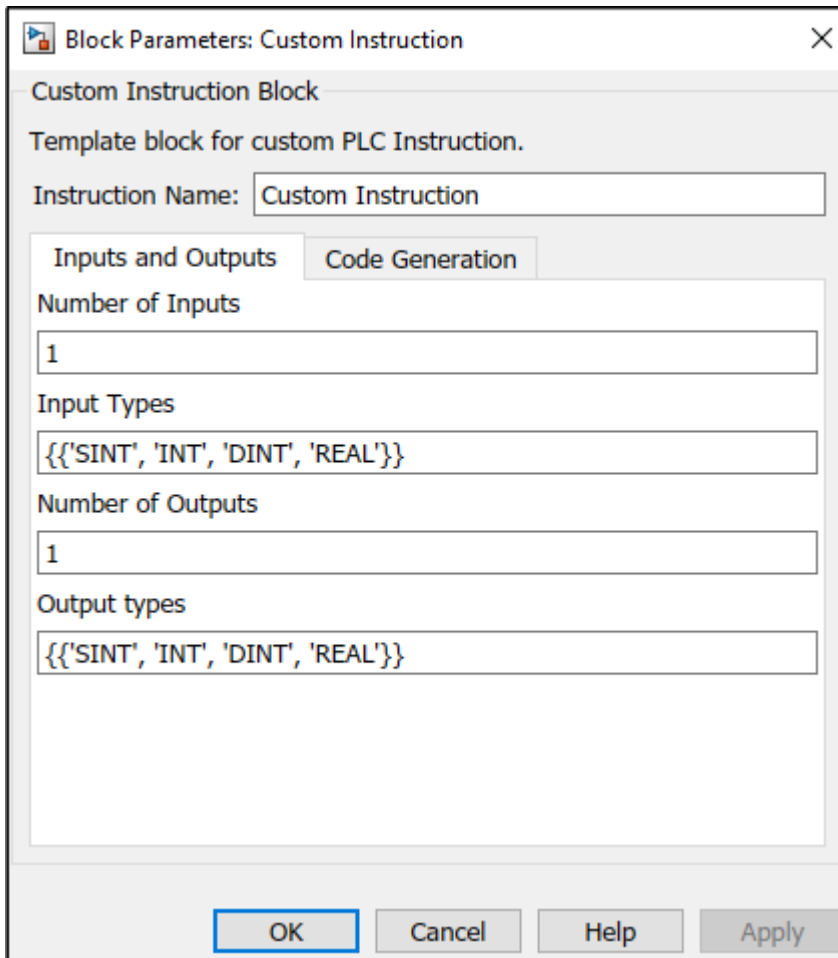 Block Parameters: Custom Instruction
Custom Instruction Block
Template block for custom PLC Instruction.
Instruction Name: Custom Instruction
Inputs and Outputs Code Generation
Number of Inputs
1
Input Types
{{'SINT', 'INT', 'DINT', 'REAL'}}
Number of Outputs
1
Output types
{{'SINT', 'INT', 'DINT', 'REAL'}}
OK Cancel Help Apply